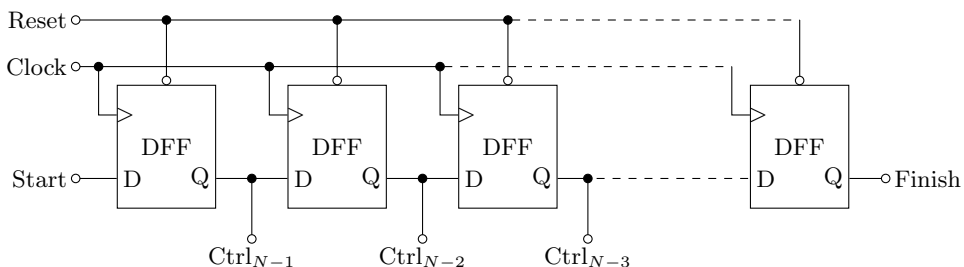 Reset
Clock
DFF DFF DFF DFF
Start D Q D Q D Q D Q Finish
Ctrl_{N−1} Ctrl_{N−2} Ctrl_{N−3}